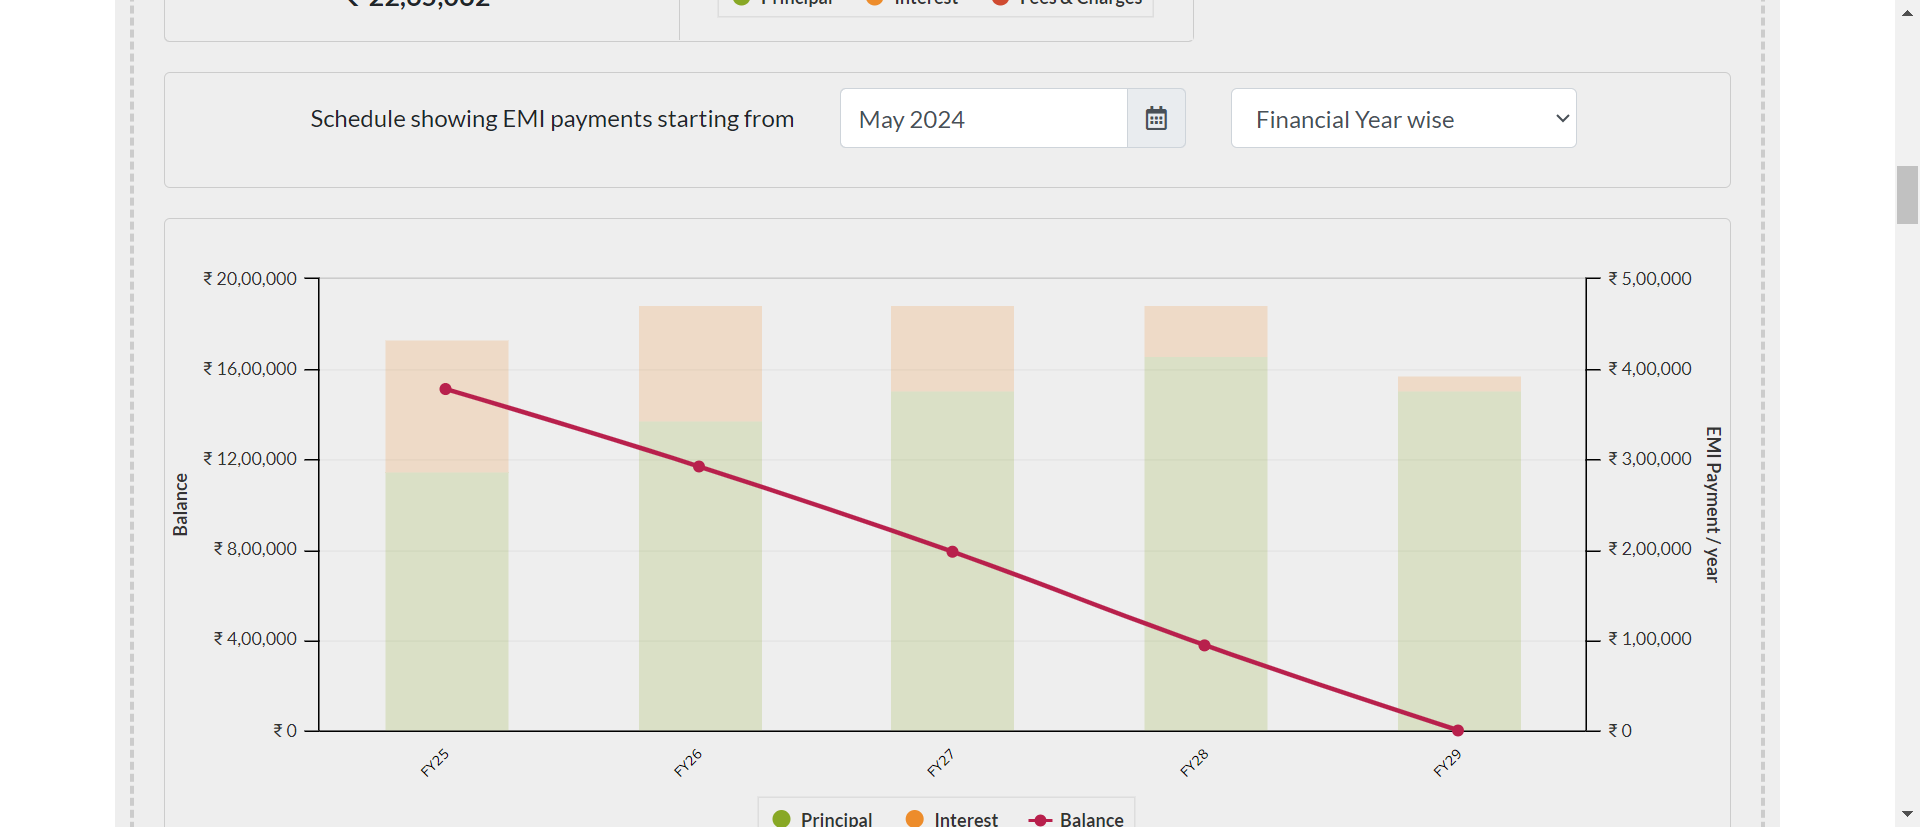 ₹ 22,65,002
Principal Interest Fees & Charges
Schedule showing EMI payments starting from May 2024 Financial Year wise
₹ 20,00,000 ₹ 5,00,000
₹ 16,00,000 ₹ 4,00,000
₹ 12,00,000 ₹ 3,00,000
₹ 8,00,000 ₹ 2,00,000
₹ 4,00,000 ₹ 1,00,000
₹ 0 ₹ 0
Balance
EMI Payment / year
FY25 FY26 FY27 FY28 FY29
Principal Interest Balance